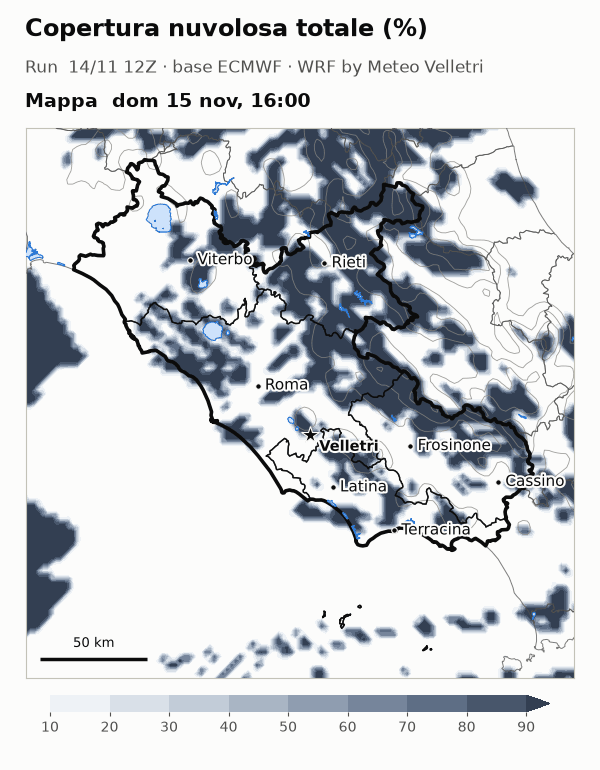 Copertura nuvolosa totale (%)
Run 14/11 12Z · base ECMWF · WRF by Meteo Velletri
Mappa dom 15 nov, 16:00
Viterbo
Rieti
Roma
Velletri
Frosinone
Cassino
Latina
Terracina
50 km
10 20 30 40 50 60 70 80 90